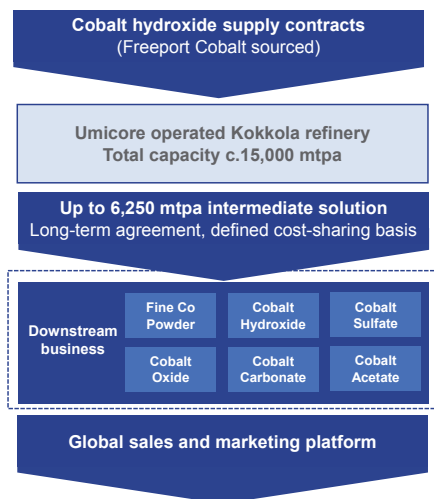 Cobalt hydroxide supply contracts
(Freeport Cobalt sourced)
Umicore operated Kokkola refinery
Total capacity c.15,000 mtpa
Up to 6,250 mtpa intermediate solution
Long-term agreement, defined cost-sharing basis
Downstream
business
Fine Co
Powder
Cobalt
Hydroxide
Cobalt
Sulfate
Cobalt
Oxide
Cobalt
Carbonate
Cobalt
Acetate
Global sales and marketing platform